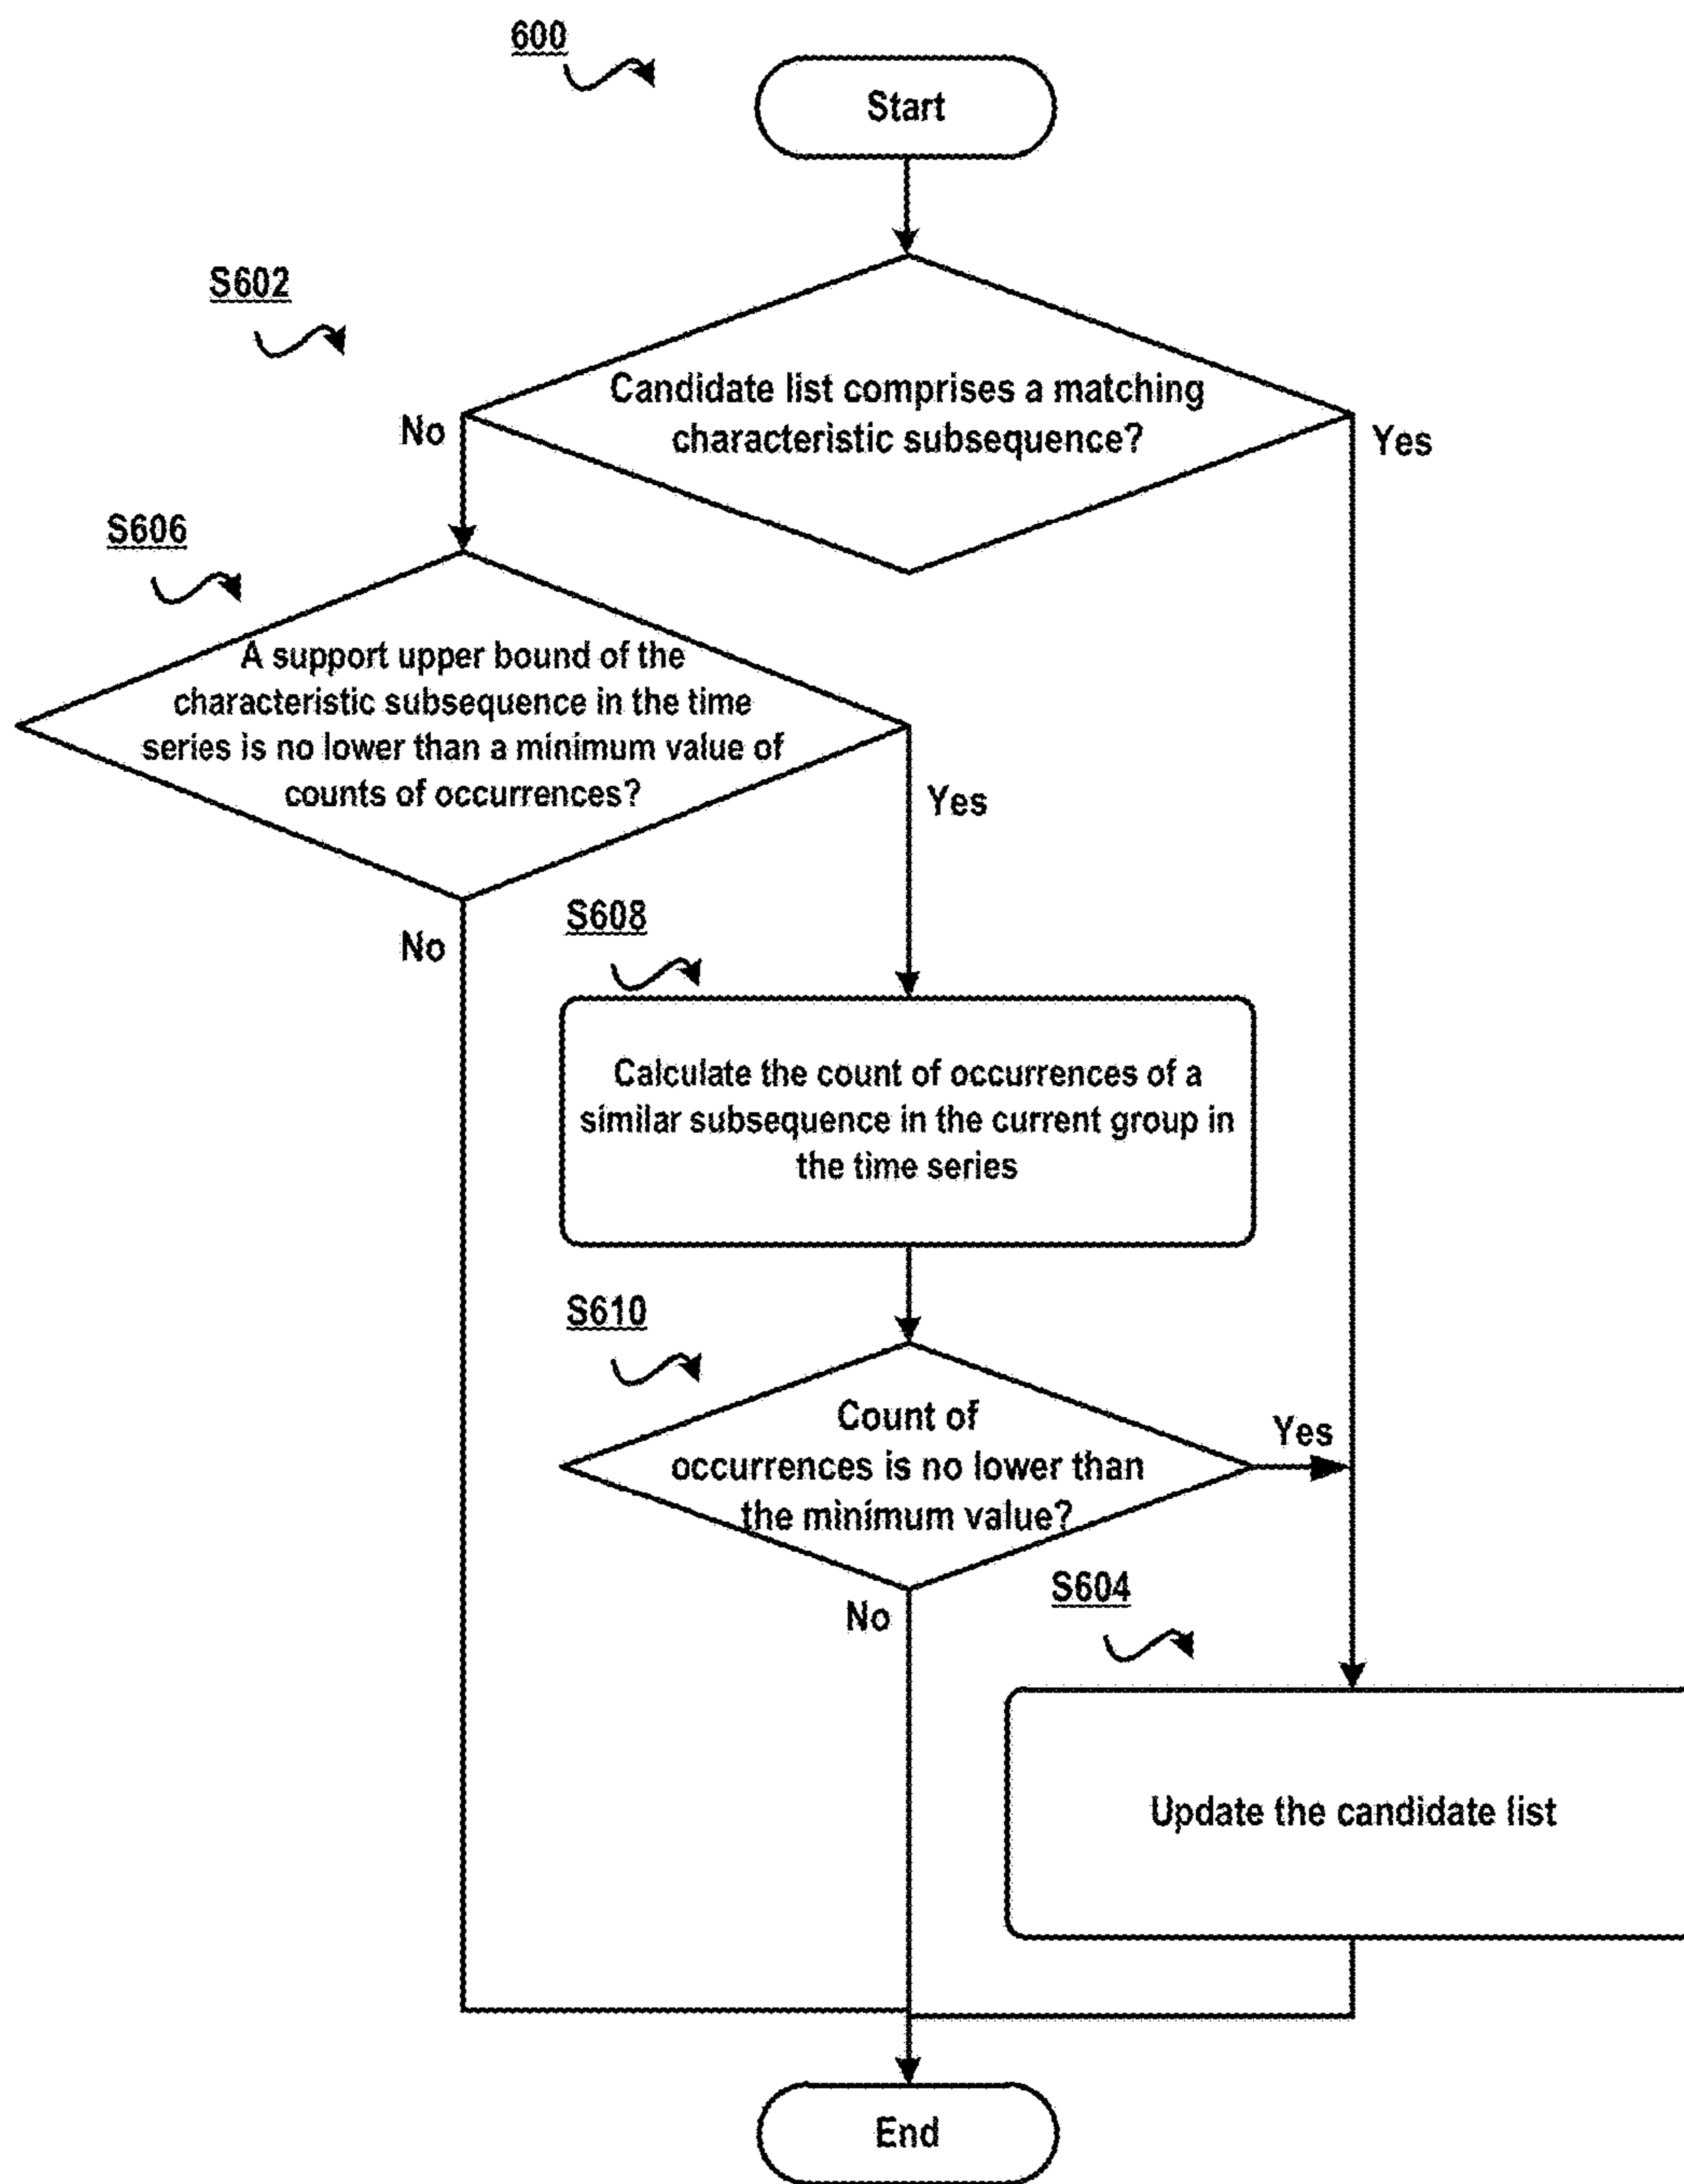 600
Start
S602
Candidate list comprises a matching
characteristic subsequence?
No
Yes
S606
A support upper bound of the
characteristic subsequence in the time
series is no lower than a minimum value of
counts of occurrences?
Yes
No
S608
Calculate the count of occurrences of a
similar subsequence in the current group in
the time series
S610
Count of
occurrences is no lower than
the minimum value?
Yes
No
S604
Update the candidate list
End